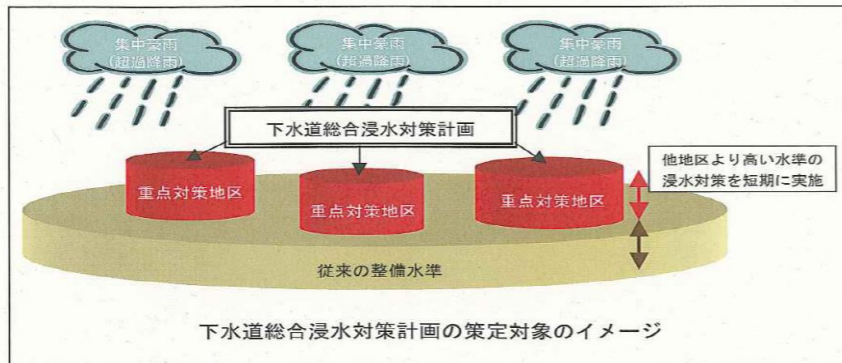 集中豪雨
(超過降雨)
集中豪雨
(超過降雨)
集中豪雨
(超過降雨)
下水道総合浸水対策計画
他地区より高い水準の
浸水対策を短期に実施
重点対策地区
重点対策地区
重点対策地区
従来の整備水準
下水道総合浸水対策計画の策定対象のイメージ